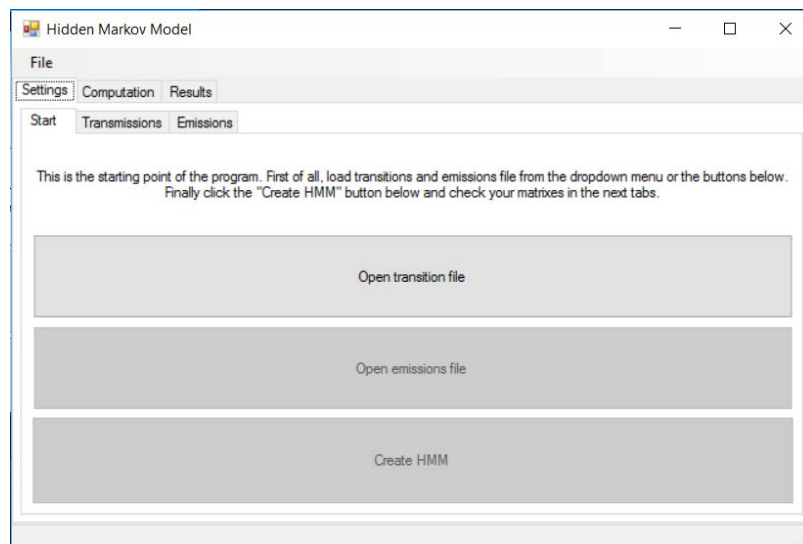 Hidden Markov Model
File
Settings Computation Results
Start Transmissions Emissions
This is the starting point of the program. First of all, load transitions and emissions file from the dropdown menu or the buttons below.
Finally click the "Create HMM" button below and check your matrixes in the next tabs.
Open transition file
Open emissions file
Create HMM